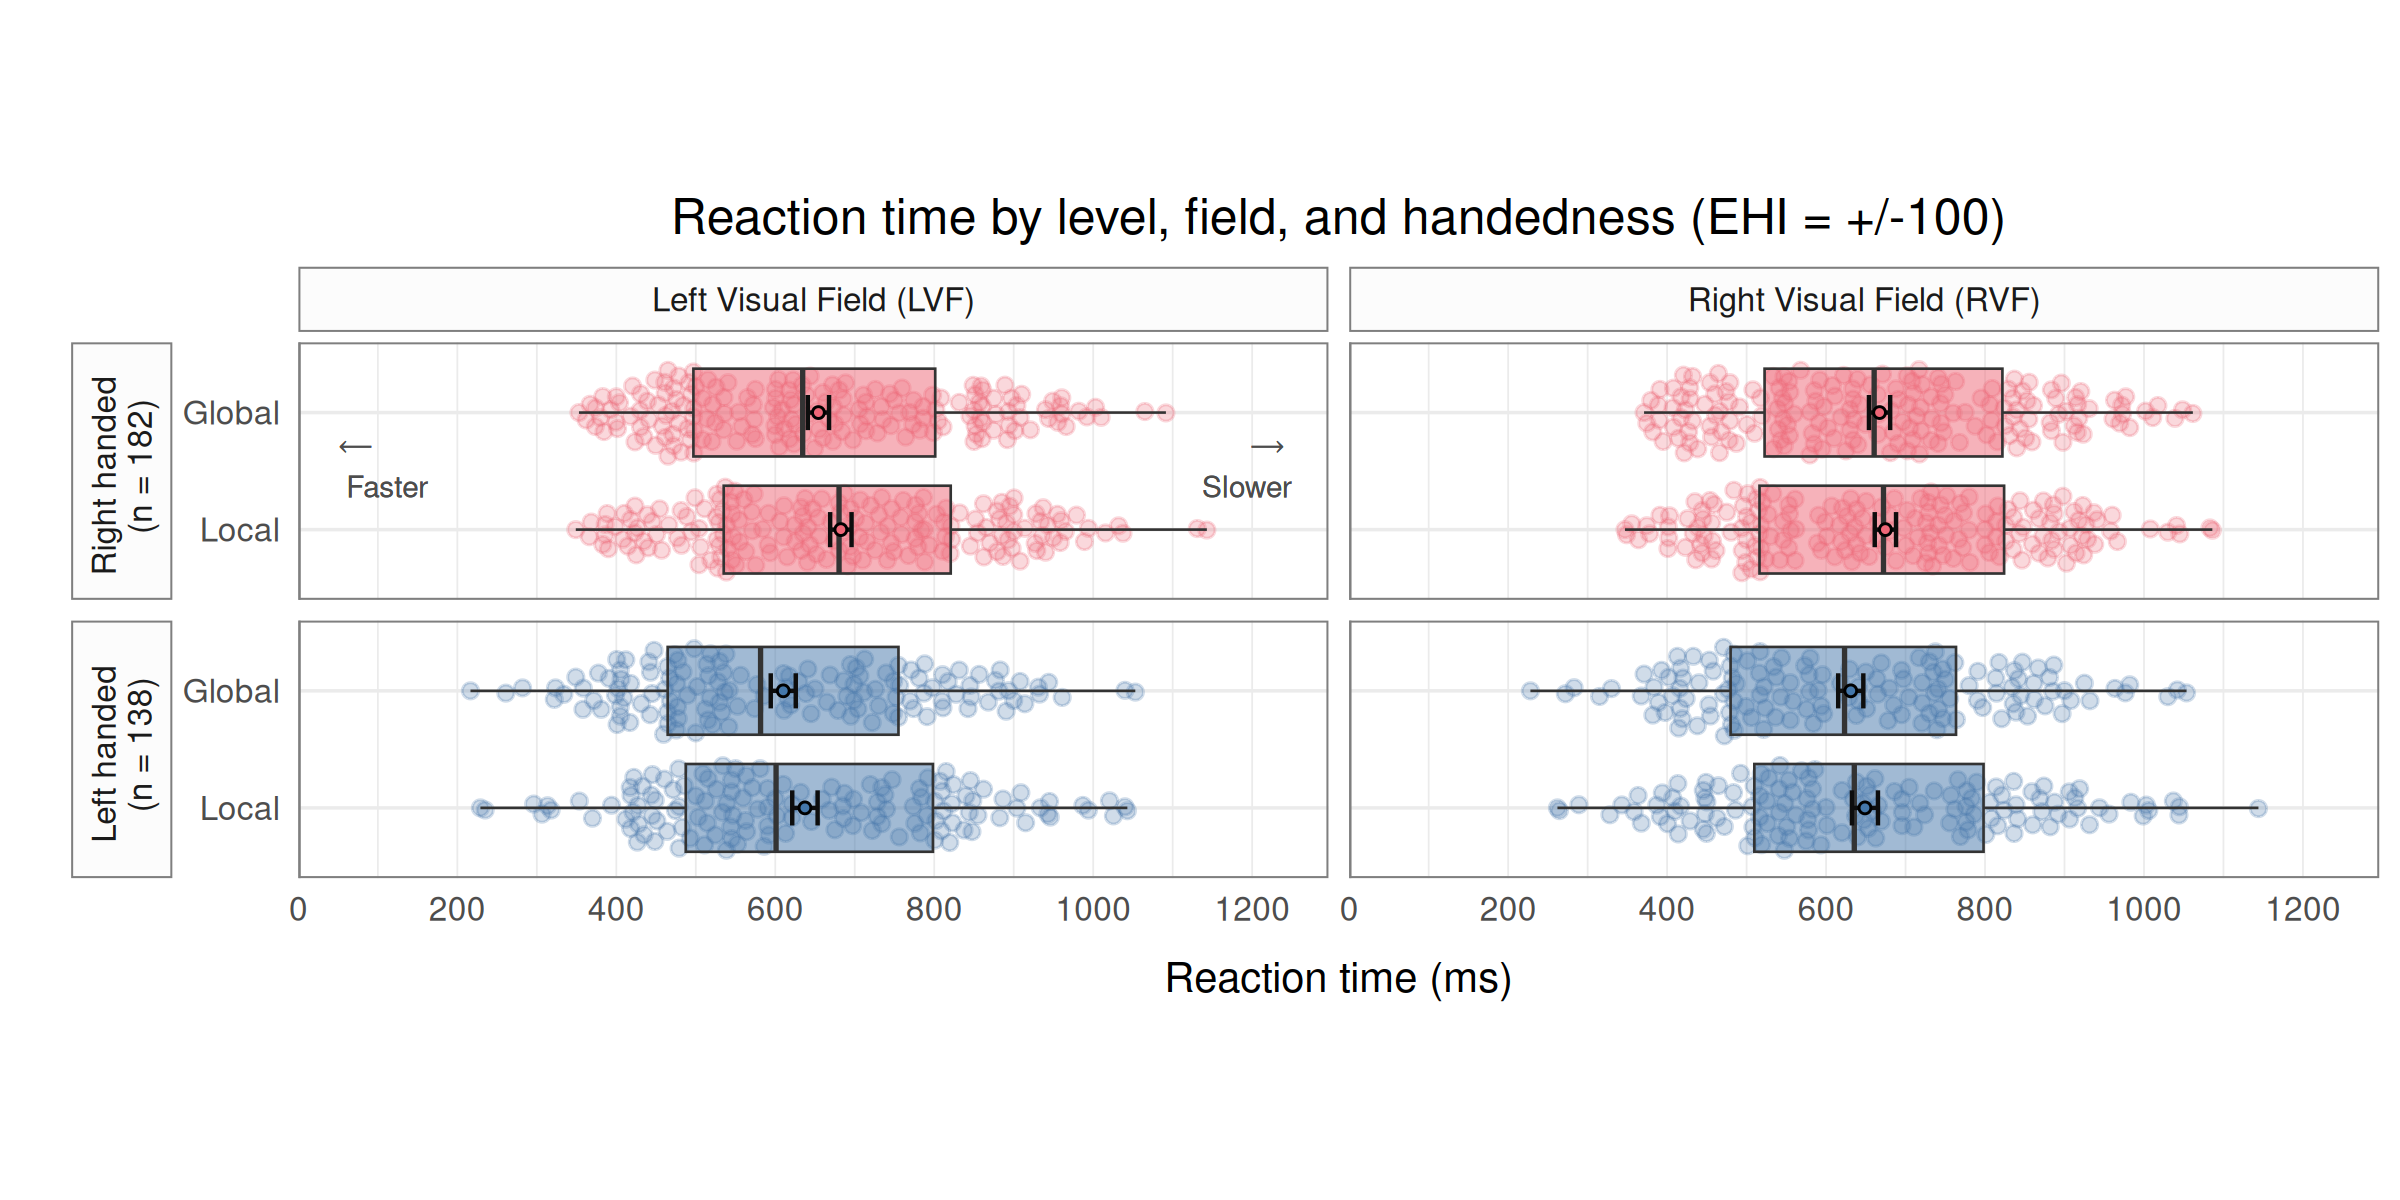 Reaction time by level, field, and handedness (EHI = +/-100)
Left Visual Field (LVF)
Right Visual Field (RVF)
Right handed
(n = 182)
Global
Local
←
Faster
→
Slower
Left handed
(n = 138)
Global
Local
0 200 400 600 800 1000 1200
0 200 400 600 800 1000 1200
Reaction time (ms)